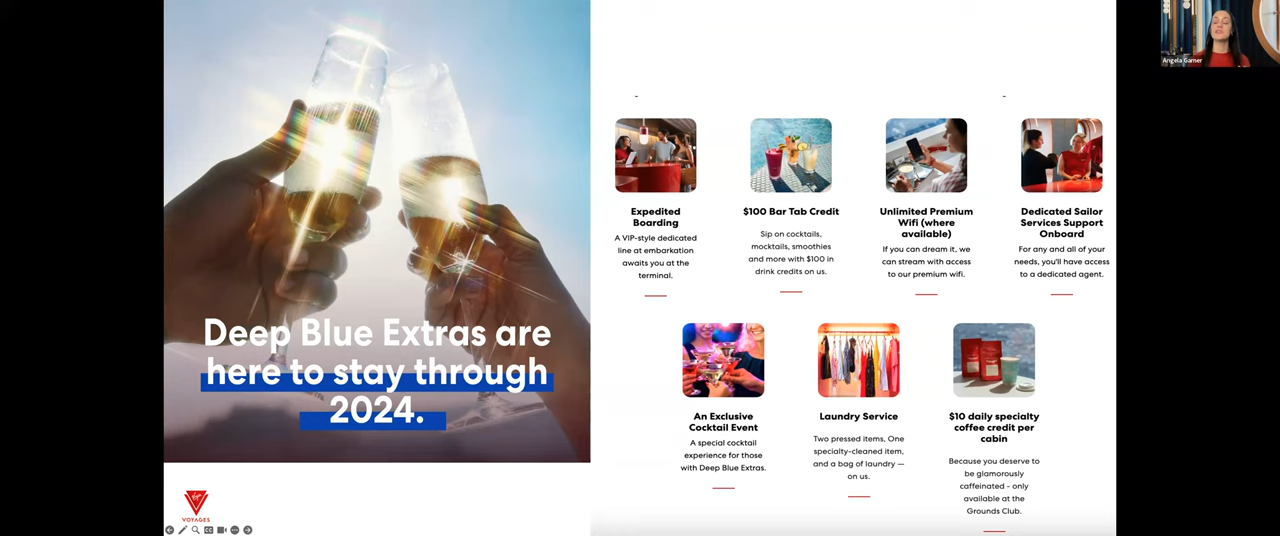 Deep Blue Extras are
here to stay through
2024.
Virgin
VOYAGES
Expedited
Boarding
A VIP-style dedicated
line at embarkation
awaits you at the
terminal.
$100 Bar Tab Credit
Sip on cocktails,
mocktails, smoothies
and more with $100 in
drink credits on us.
Unlimited Premium
Wifi (where
available)
If you can dream it, we
can stream with access
to our premium wifi.
Dedicated Sailor
Services Support
Onboard
For any and all of your
needs, you'll have access
to a dedicated agent.
An Exclusive
Cocktail Event
A special cocktail
experience for those
with Deep Blue Extras.
Laundry Service
Two pressed items, One
specialty-cleaned item,
and a bag of laundry —
on us.
$10 daily specialty
coffee credit per
cabin
Because you deserve to
be glamorously
caffeinated - only
available at the
Grounds Club.
Angela Garner